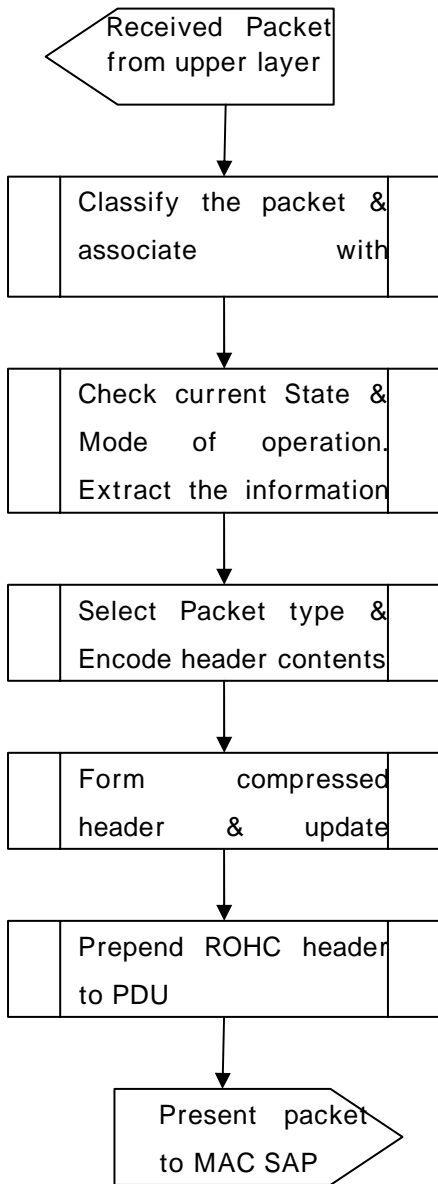 Received Packet
from upper layer
Classify the packet &
associate with
Check current State &
Mode of operation.
Extract the information
Select Packet type &
Encode header contents
Form compressed
header & update
Prepend ROHC header
to PDU
Present packet
to MAC SAP